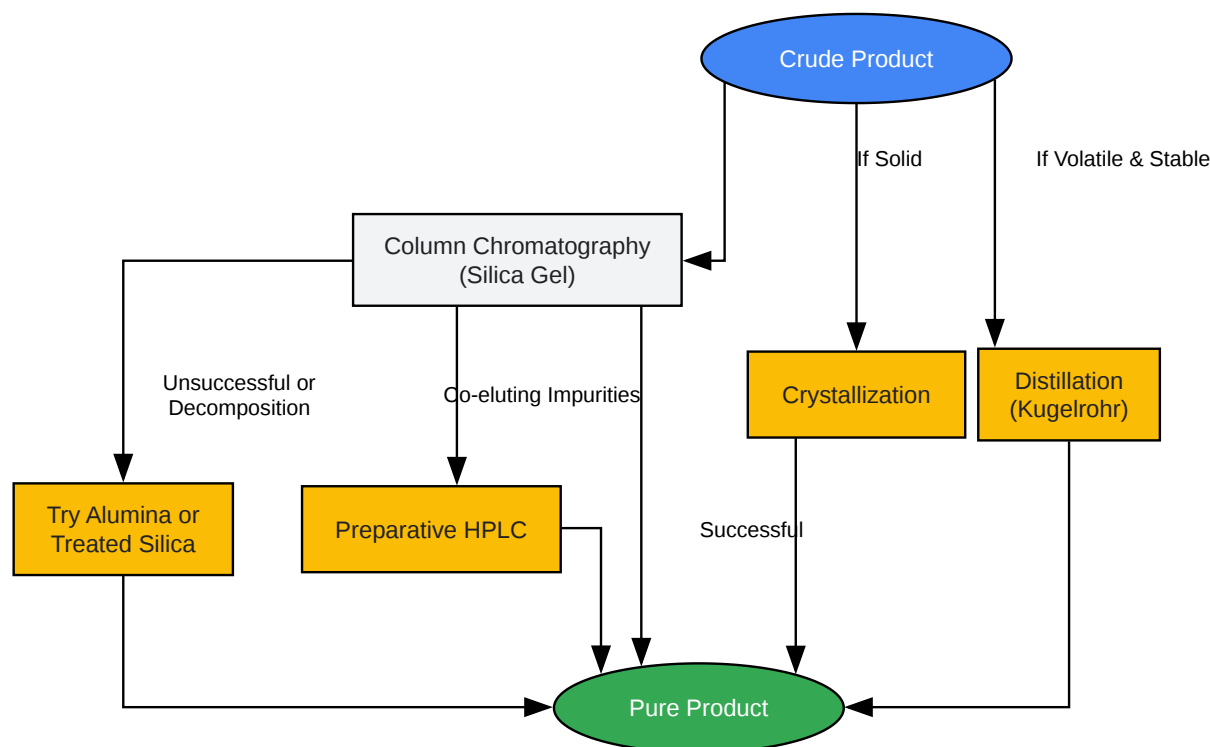 Crude Product
If Solid
If Volatile & Stable
Column Chromatography
(Silica Gel)
Unsuccessful or
Decomposition
Co-eluting Impurities
Crystallization
Distillation
(Kugelrohr)
Try Alumina or
Treated Silica
Preparative HPLC
Successful
Pure Product